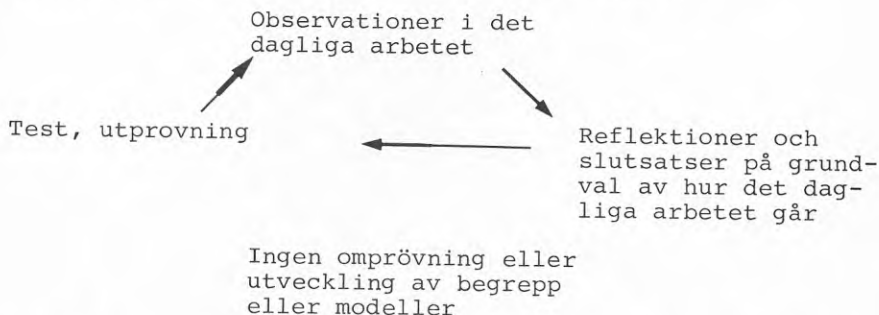 Observationer i det
dagliga arbetet
Test, utprovning
Reflektioner och
slutsatser på grund-
val av hur det dag-
liga arbetet går
Ingen omprövning eller
utveckling av begrepp
eller modeller